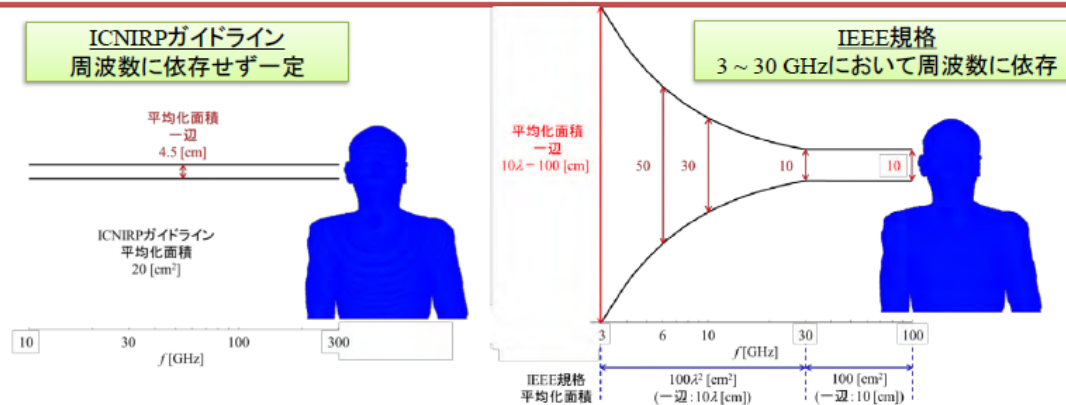 ICNIRPガイドライン
周波数に依存せず一定
平均化面積
一辺
4.5 [cm]
ICNIRPガイドライン
平均化面積
20 [cm²]
10
30
100
300
f [GHz]
IEEE規格
3 ~ 30 GHzにおいて周波数に依存
平均化面積
一辺
10λ = 100 [cm]
50
30
10
10
3
6
10
30
100
f [GHz]
IEEE規格
平均化面積
100λ² [cm²]
(一辺:10λ [cm])
100 [cm²]
(一辺:10 [cm])